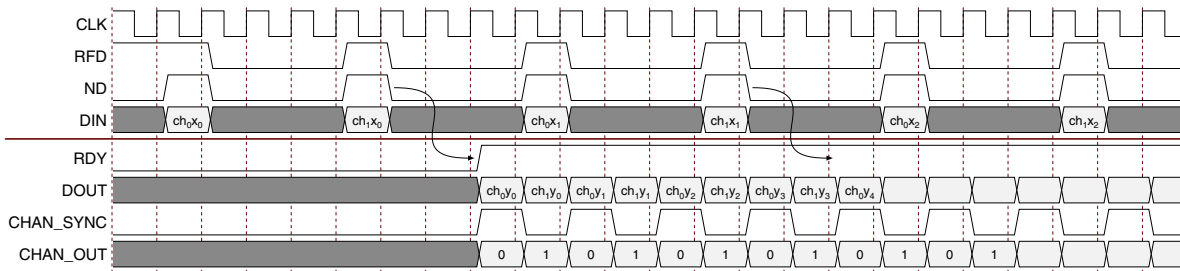 CLK
RFD
ND
DIN ch0x0 ch1x0 ch0x1 ch1x1 ch0x2 ch1x2
RDY
DOUT ch0y0 ch1y0 ch0y1 ch1y1 ch0y2 ch1y2 ch0y3 ch1y3 ch0y4
CHAN_SYNC
CHAN_OUT 0 1 0 1 0 1 0 1 0 1 0 1